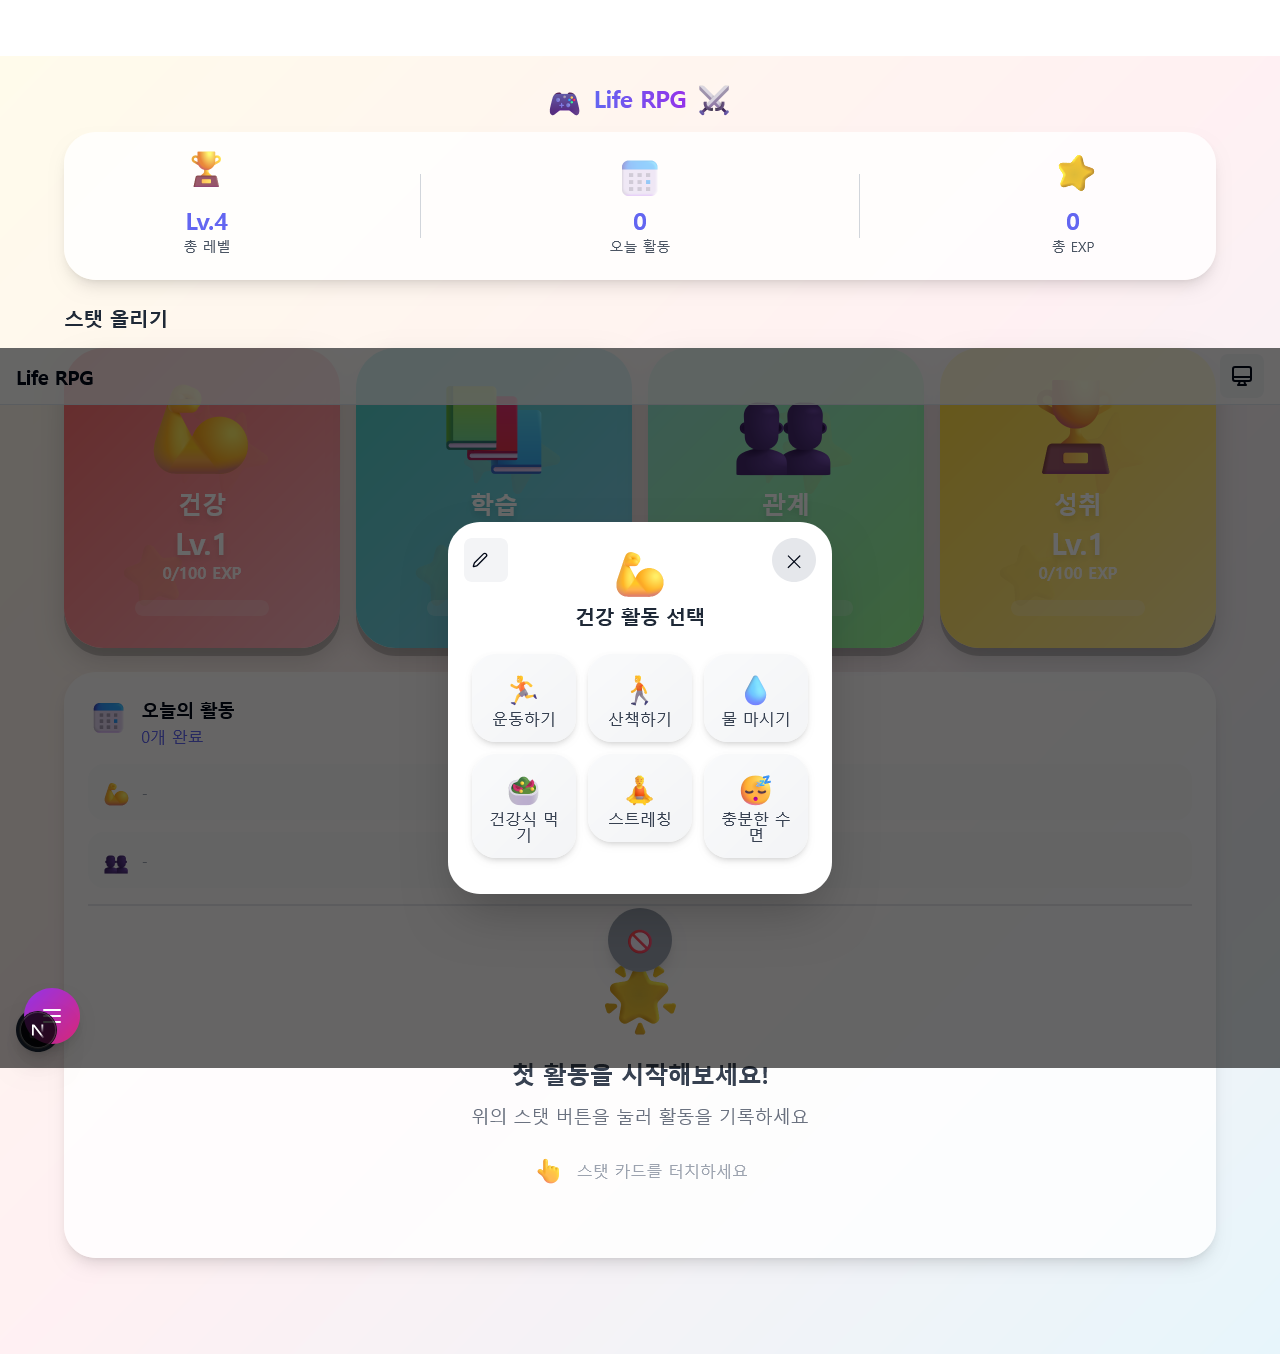 Life RPG
Lv.4
총 레벨
0
오늘 활동
0
총 EXP
스탯 올리기
Life RPG
건강
Lv.1
0/100 EXP
학습
관계
성취
Lv.1
0/100 EXP
건강 활동 선택
운동하기
산책하기
물 마시기
건강식 먹
기
스트레칭
충분한 수
면
오늘의 활동
0개 완료
-
-
N
첫 활동을 시작해보세요!
위의 스탯 버튼을 눌러 활동을 기록하세요
스탯 카드를 터치하세요